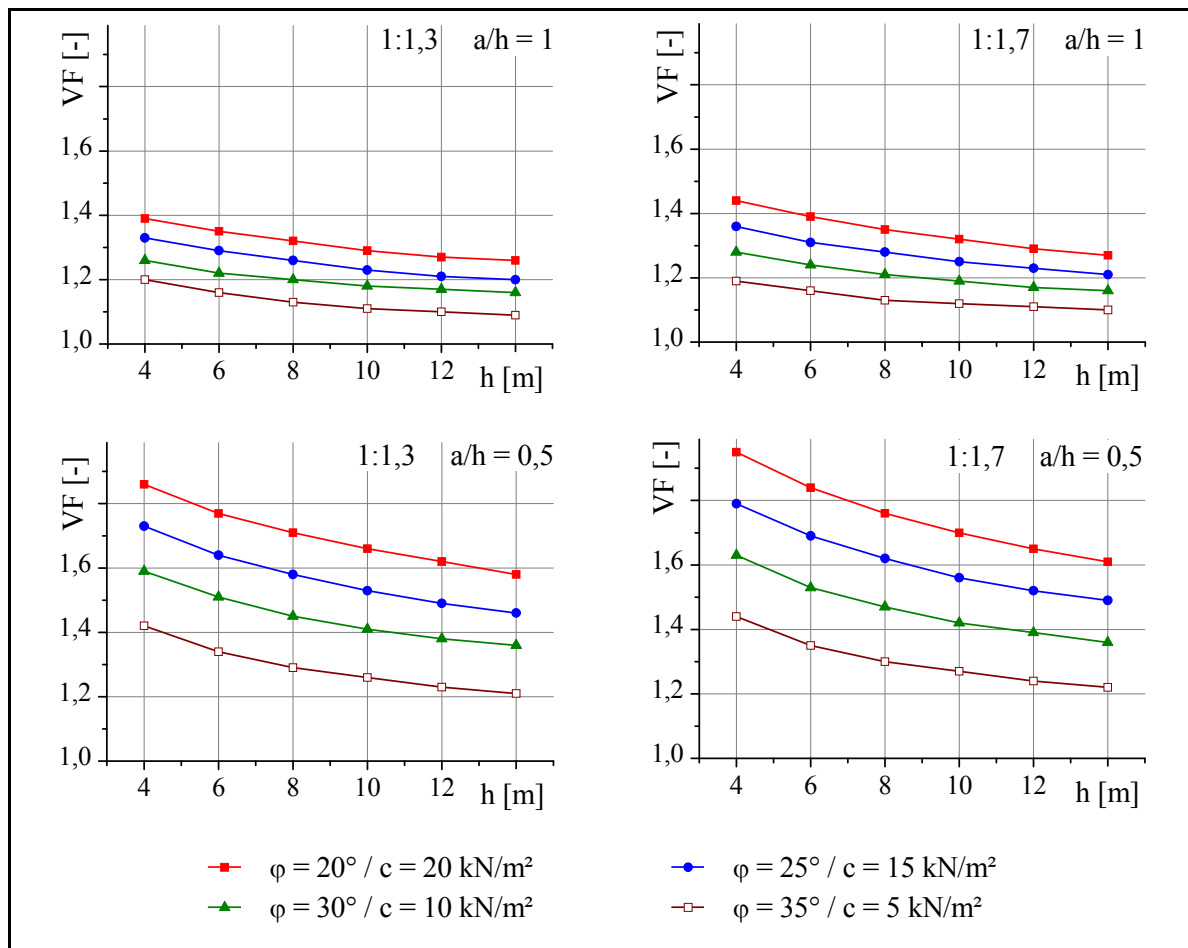 VF [-]
1:1,3 a/h = 1
1,6
1,4
1,2
1,0
4 6 8 10 12 h [m]
VF [-]
1:1,7 a/h = 1
1,6
1,4
1,2
1,0
4 6 8 10 12 h [m]
VF [-]
1:1,3 a/h = 0,5
1,6
1,4
1,2
1,0
4 6 8 10 12 h [m]
VF [-]
1:1,7 a/h = 0,5
1,6
1,4
1,2
1,0
4 6 8 10 12 h [m]
φ = 20° / c = 20 kN/m²
φ = 25° / c = 15 kN/m²
φ = 30° / c = 10 kN/m²
φ = 35° / c = 5 kN/m²